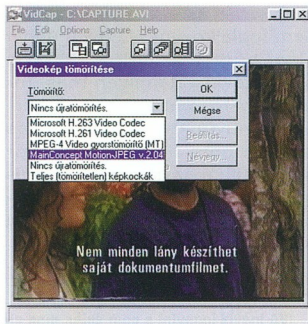 VidCap - C:\CAPTURE.AVI
File Edit Options Capture Help
Videokép tömörítése
Tömörítő:
OK
Nincs újratömörítés.
Mégse
Microsoft H.263 Video Codec
Microsoft H.261 Video Codec
Beállítás...
MPEG-4 Video gyorstömörítő (MT)
MainConcept Motion-JPEG v.2.04
Névjegy...
Nincs újratömörítés.
Teljes (tömörítetlen) képkockák
Nem minden lány készíthet
saját dokumentumfilmet.